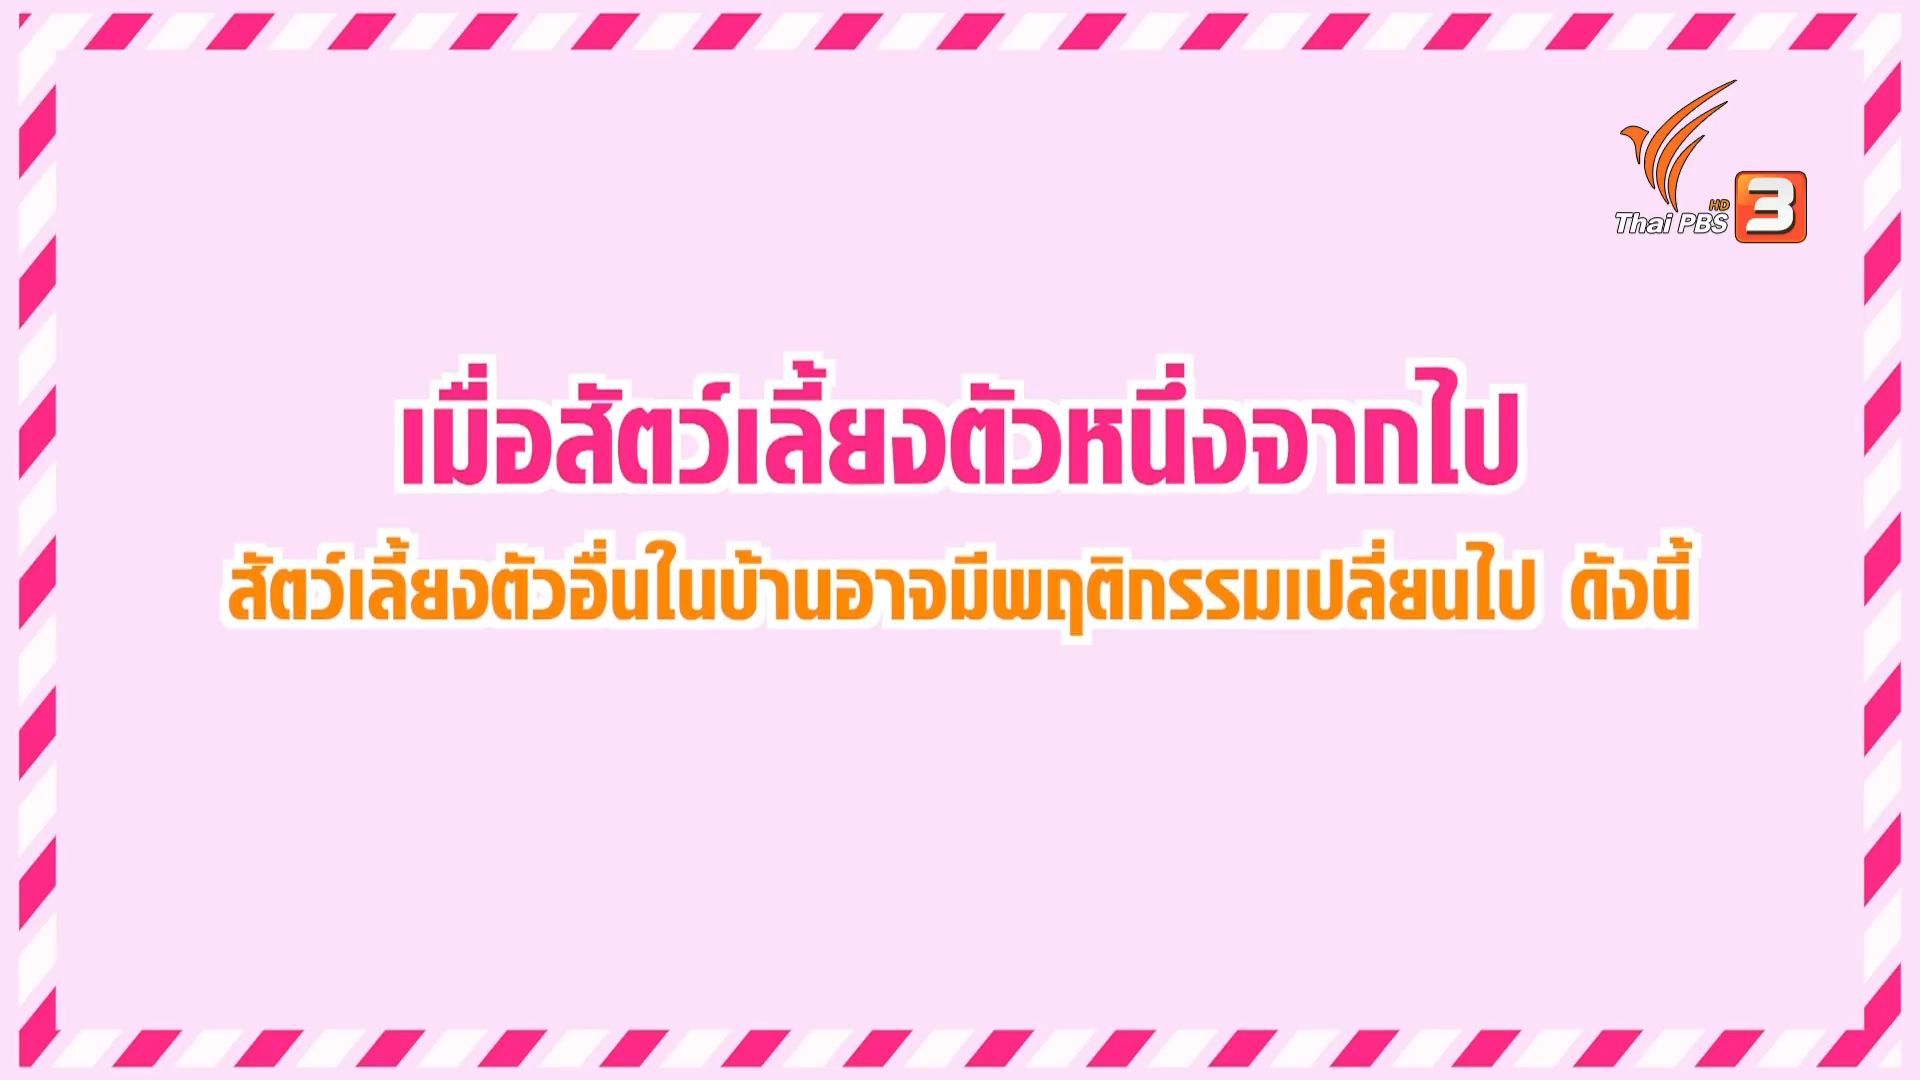 HD
Thai PBS 3
เมื่อสัตว์เลี้ยงตัวหนึ่งจากไป
สัตว์เลี้ยงตัวอื่นในบ้านอาจมีพฤติกรรมเปลี่ยนไป ดังนี้